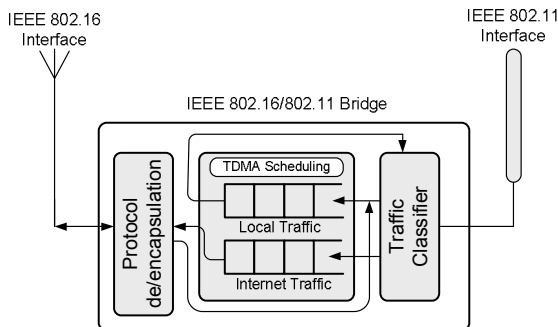 IEEE 802.16
Interface
IEEE 802.11
Interface
IEEE 802.16/802.11 Bridge
Protocol
de/encapsulation
TDMA Scheduling
Local Traffic
Internet Traffic
Traffic
Classifier